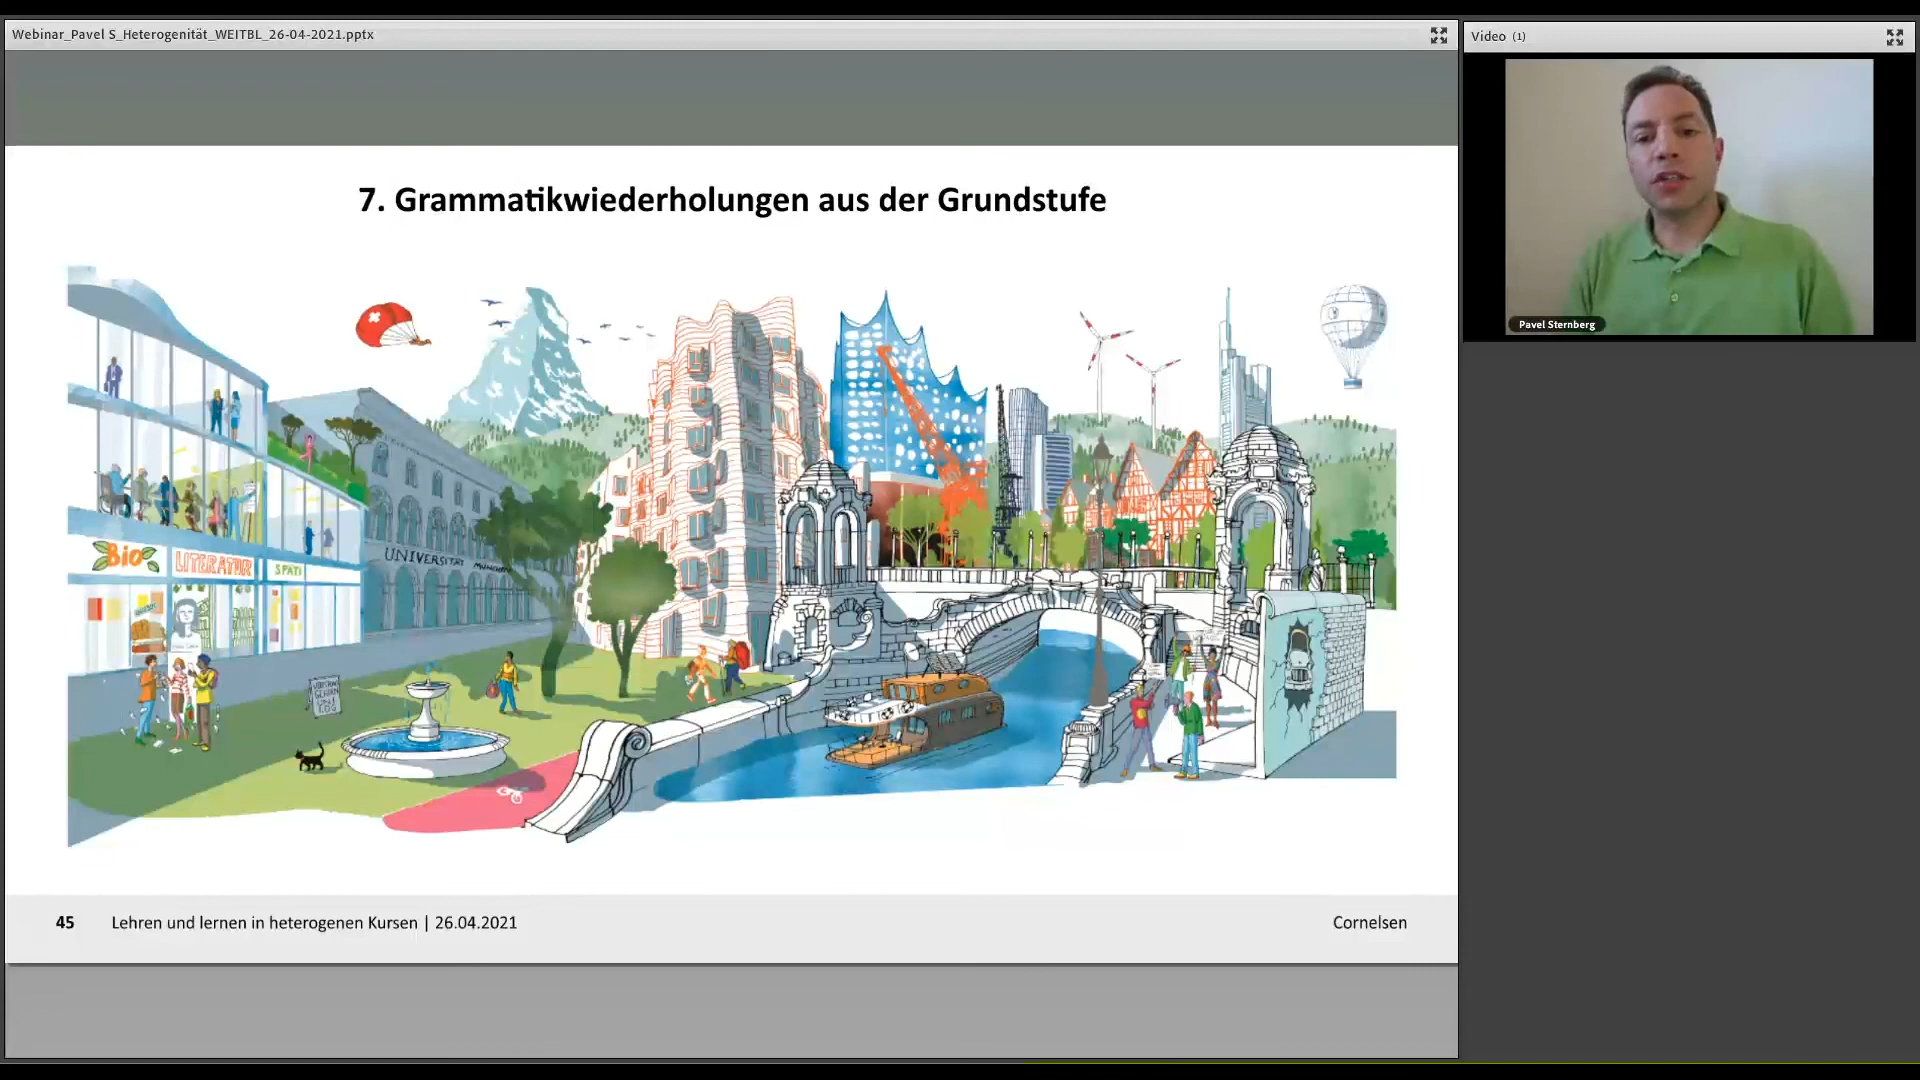 Webinar_Pavel S_Heterogenität_WEITBL_26-04-2021.pptx
Video (1)
Pavel Sternberg
7. Grammatikwiederholungen aus der Grundstufe
Bio
LITERATUR
SPÄTI
UNIVERSITÄT MÜNCHEN
45 Lehren und lernen in heterogenen Kursen | 26.04.2021 Cornelsen